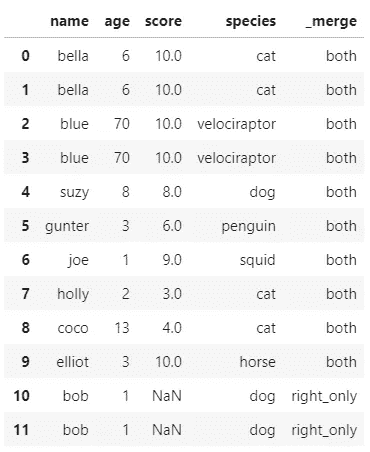 name age score species _merge
0 bella 6 10.0 cat both
1 bella 6 10.0 cat both
2 blue 70 10.0 velociraptor both
3 blue 70 10.0 velociraptor both
4 suzy 8 8.0 dog both
5 gunter 3 6.0 penguin both
6 joe 1 9.0 squid both
7 holly 2 3.0 cat both
8 coco 13 4.0 cat both
9 elliot 3 10.0 horse both
10 bob 1 NaN dog right_only
11 bob 1 NaN dog right_only